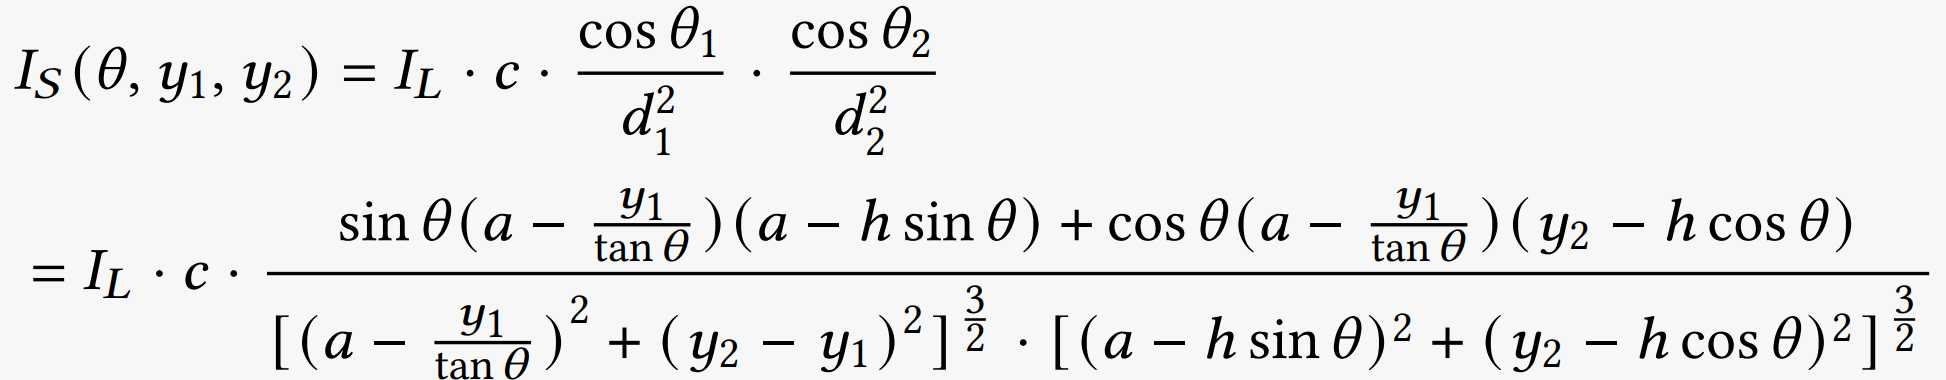 I_S(θ, y_1, y_2) = I_L · c · \frac{cos θ_1}{d_1^2} · \frac{cos θ_2}{d_2^2}
= I_L · c · \frac{sin θ(a − \frac{y_1}{tan θ})(a − h sin θ) + cos θ(a − \frac{y_1}{tan θ})(y_2 − h cos θ)}{[(a − \frac{y_1}{tan θ})^2 + (y_2 − y_1)^2]^{\frac{3}{2}} · [(a − h sin θ)^2 + (y_2 − h cos θ)^2]^{\frac{3}{2}}}